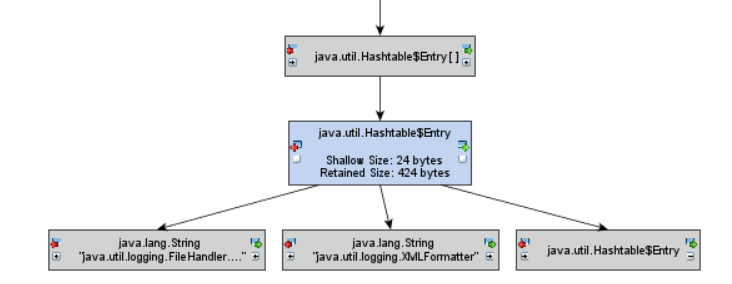 java.util.Hashtable$Entry[]
java.util.Hashtable$Entry
Shallow Size: 24 bytes
Retained Size: 424 bytes
java.lang.String
"java.util.logging.FileHandler...."
java.lang.String
"java.util.logging.XMLFormatter"
java.util.Hashtable$Entry